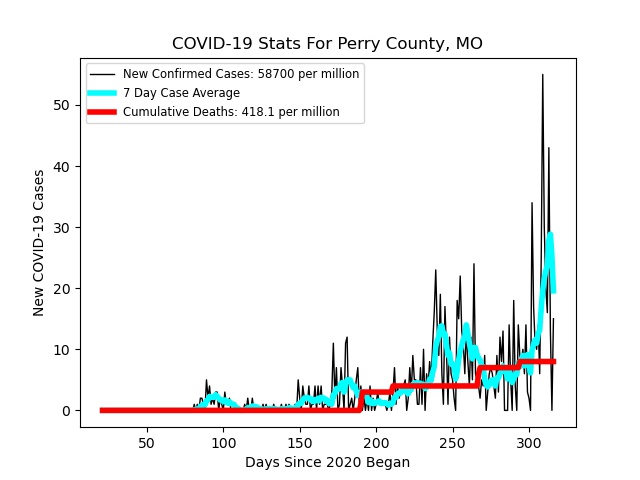 COVID-19 Stats For Perry County, MO
New Confirmed Cases: 58700 per million
7 Day Case Average
Cumulative Deaths: 418.1 per million
New COVID-19 Cases
50
40
30
20
10
0
50 100 150 200 250 300
Days Since 2020 Began